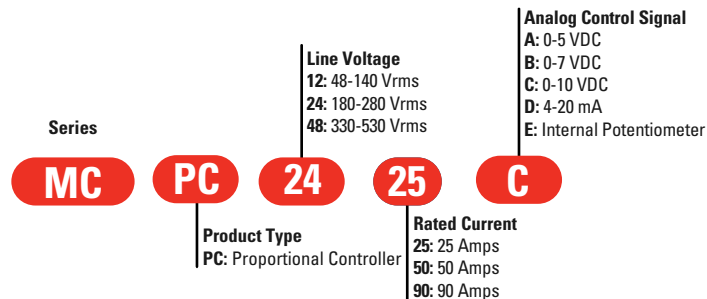 Analog Control Signal
A: 0-5 VDC
B: 0-7 VDC
C: 0-10 VDC
D: 4-20 mA
E: Internal Potentiometer
Line Voltage
12: 48-140 Vrms
24: 180-280 Vrms
48: 330-530 Vrms
Series
MC PC 24 25 C
Product Type
PC: Proportional Controller
Rated Current
25: 25 Amps
50: 50 Amps
90: 90 Amps